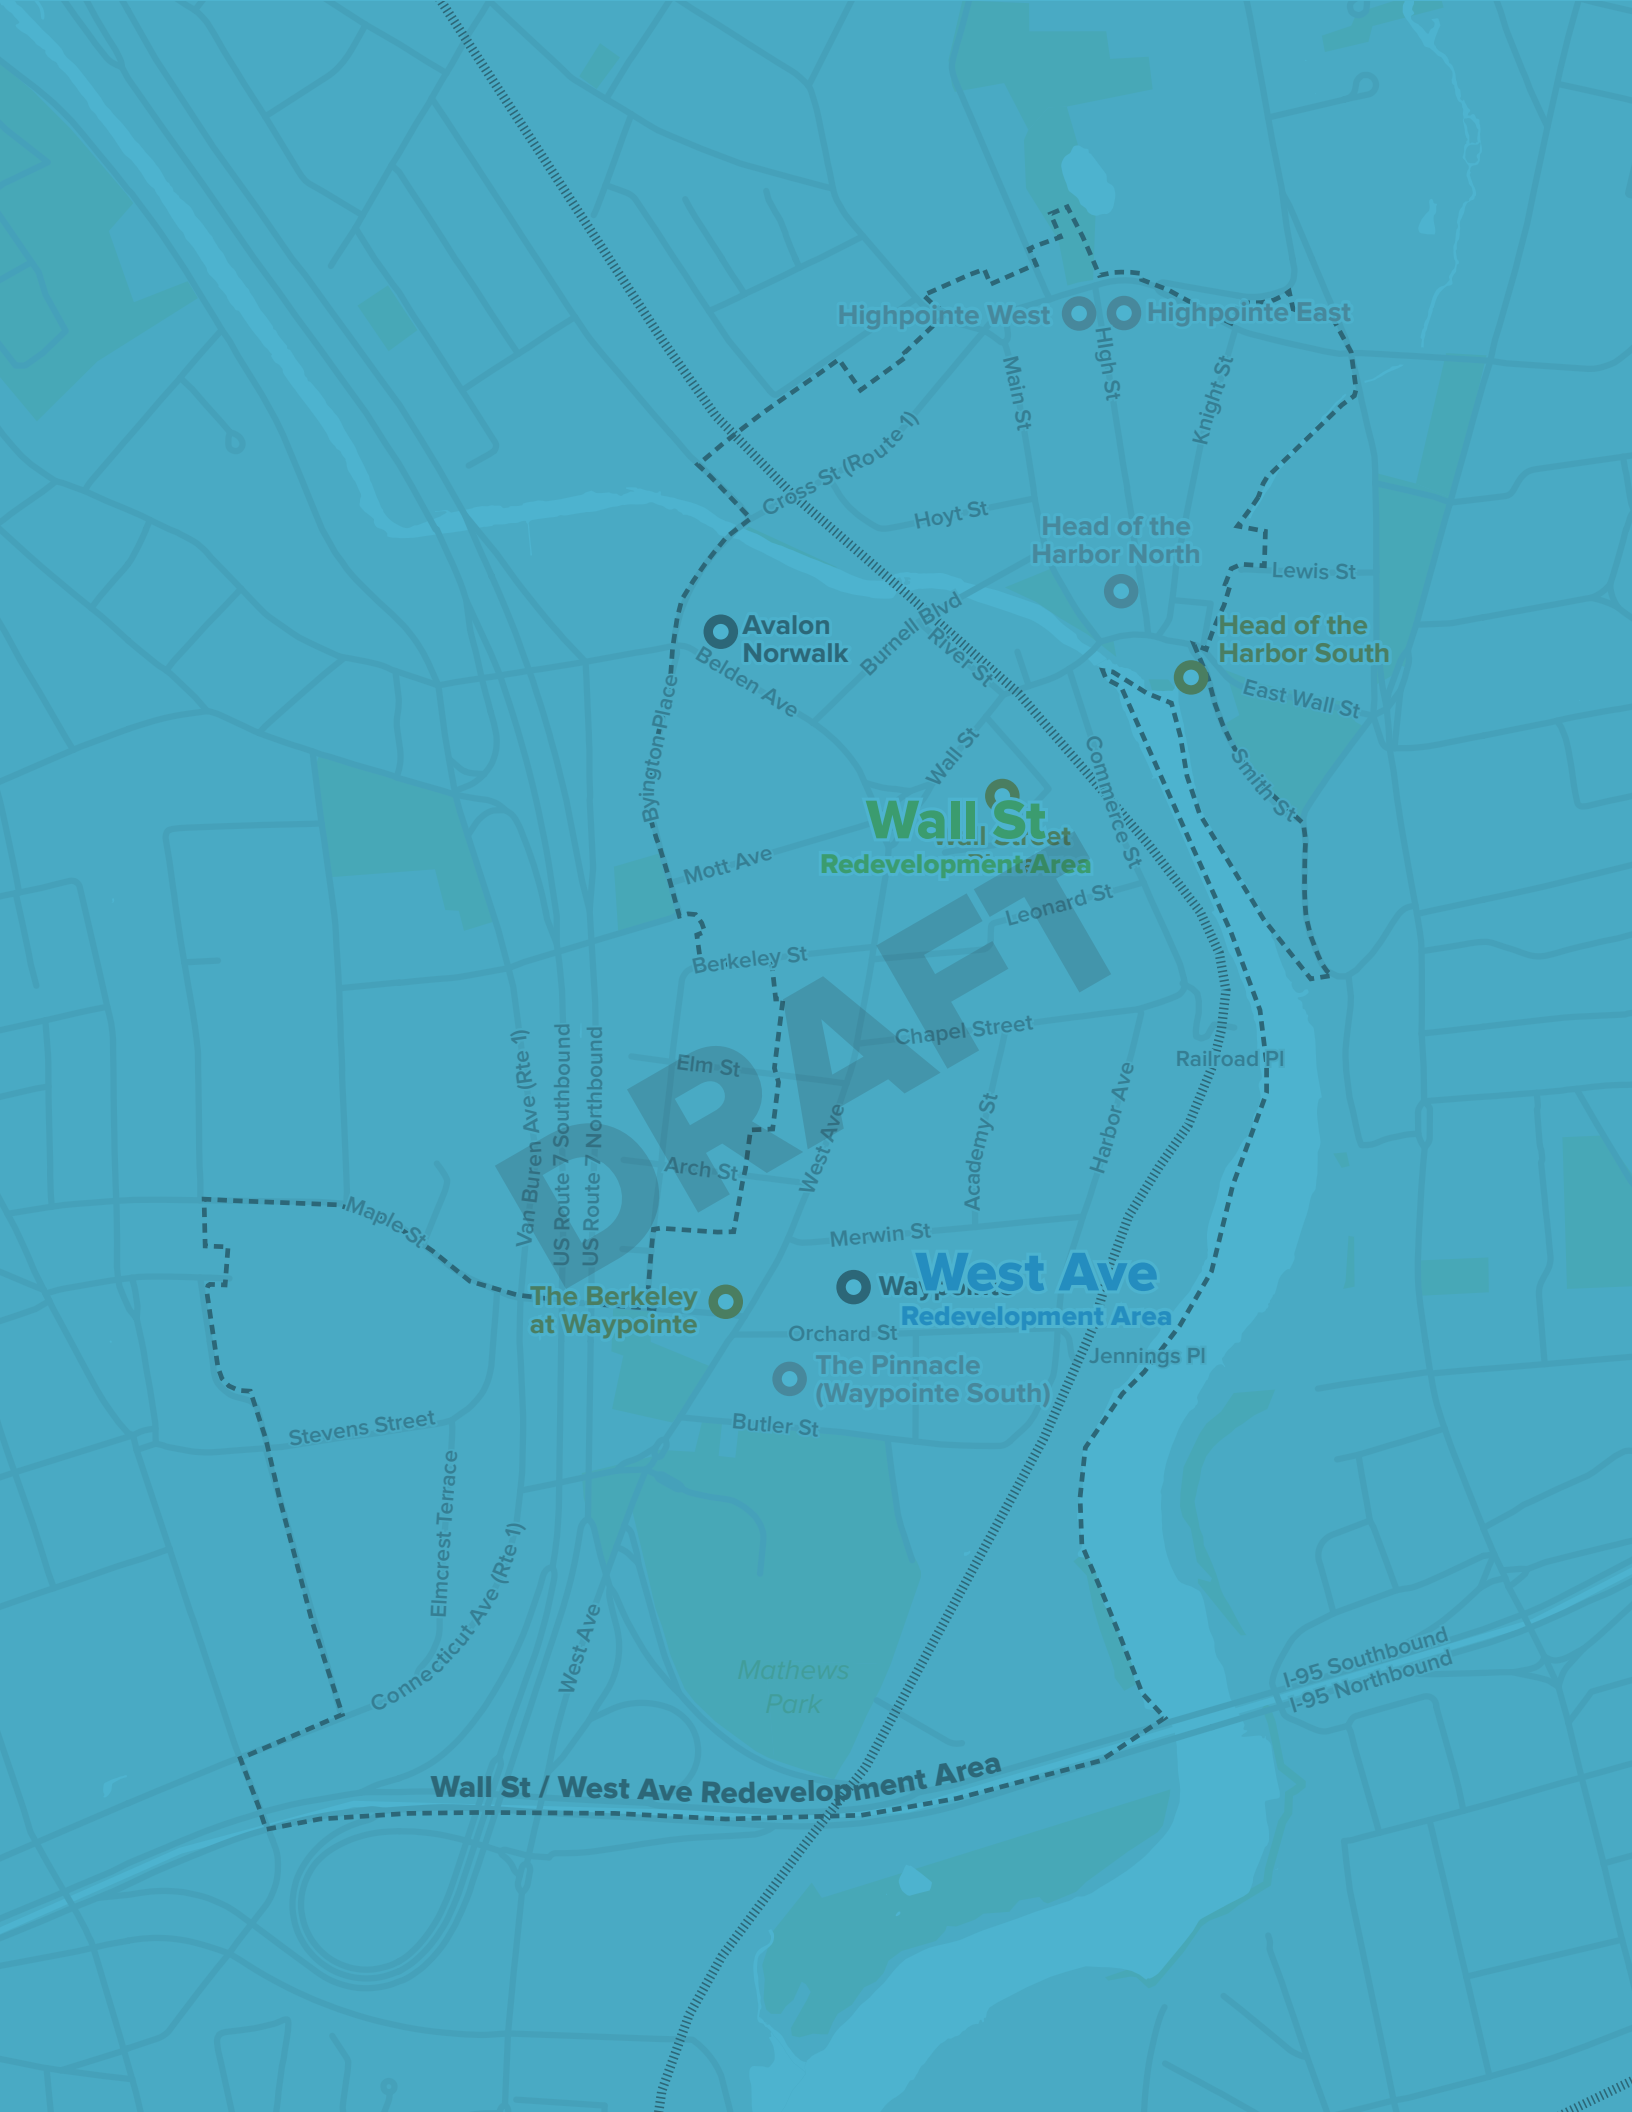 Highpointe West
Highpointe East
Main St
HIgh St
Knight St
Cross St (Route 1)
Hoyt St
Head of the
Harbor North
Lewis St
Avalon
Norwalk
Burnell Blvd
River St
Head of the
Harbor South
Belden Ave
East Wall St
Byington Place
Wall St
Commerce St
Smith St
Wall St
Wall Street
Redevelopment Area
Mott Ave
Leonard St
Berkeley St
DRAFT
Chapel Street
Railroad Pl
Elm St
Van Buren Ave (Rte 1)
US Route 7 Southbound
US Route 7 Northbound
West Ave
Academy St
Harbor Ave
Arch St
Maple St
Merwin St
West Ave
Redevelopment Area
Waypointe
The Berkeley
at Waypointe
Orchard St
Jennings Pl
The Pinnacle
(Waypointe South)
Stevens Street
Butler St
Elmcrest Terrace
Connecticut Ave (Rte 1)
West Ave
Mathews
Park
I-95 Southbound
I-95 Northbound
Wall St / West Ave Redevelopment Area